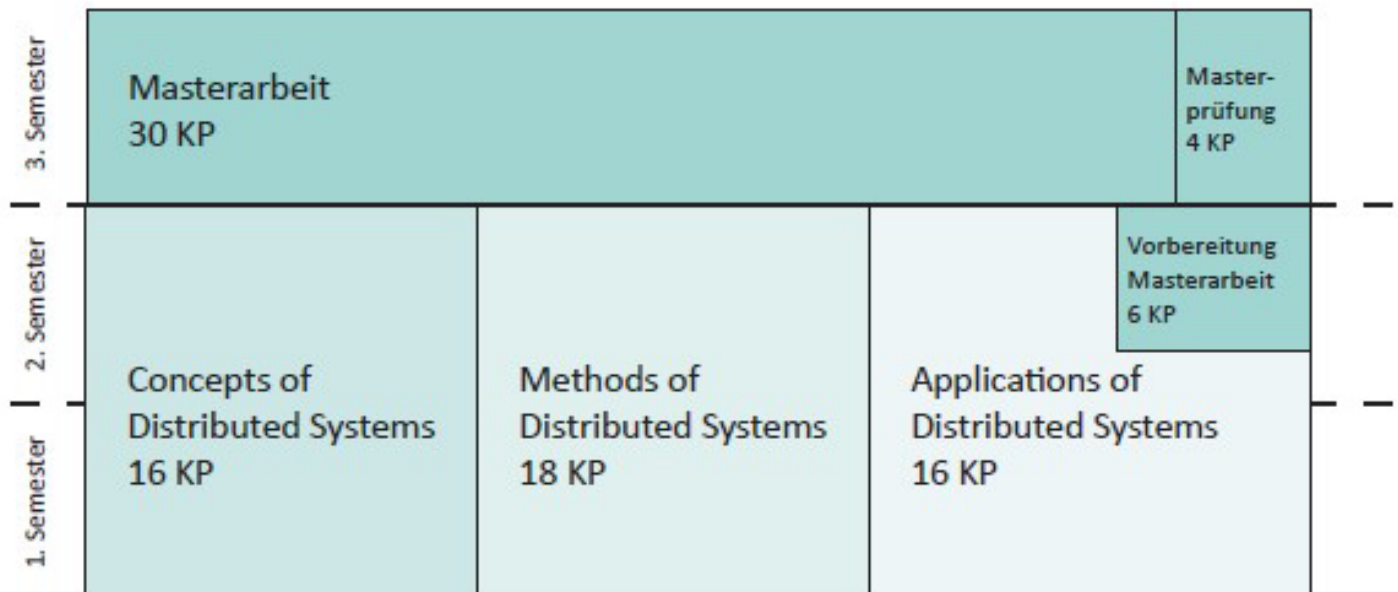 3. Semester
Masterarbeit
30 KP
Master-
prüfung
4 KP
2. Semester
Vorbereitung
Masterarbeit
6 KP
Concepts of
Distributed Systems
16 KP
Methods of
Distributed Systems
18 KP
Applications of
Distributed Systems
16 KP
1. Semester